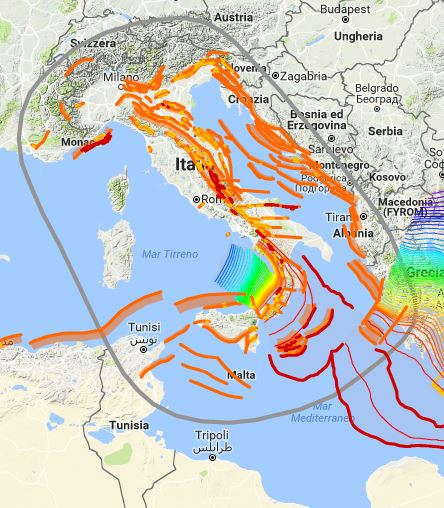 Budapest
Austria
Ungheria
Svizzera
Slovenia
Zagabria
Milano
Croazia
Belgrado
Београд
Bosnia ed
Erzegovina
Serbia
Monaco
Sarajevo
Montenegro
Kosovo
Podgorica
Подгорица
Roma
Macedonia
(FYROM)
Tirana
Albania
Mar Tirreno
Grecia
Tunisi
تونس
Malta
Mar
Mediterraneo
Tunisia
Tripoli
طرابلس